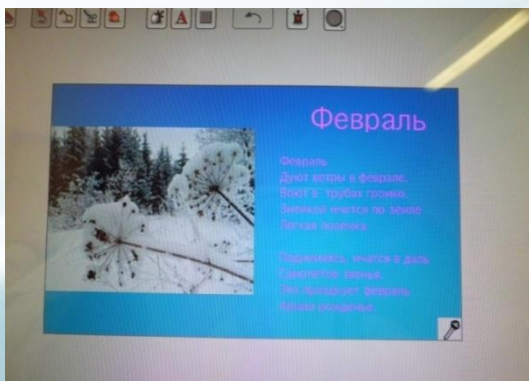 Февраль
Февраль
Дуют ветры в феврале,
Воют в трубах громко,
Змейкой мчится по земле
Легкая поземка.
Поднимаясь, мчатся в даль
Самолетов звенья.
Это празднует февраль
Армии рожденье.